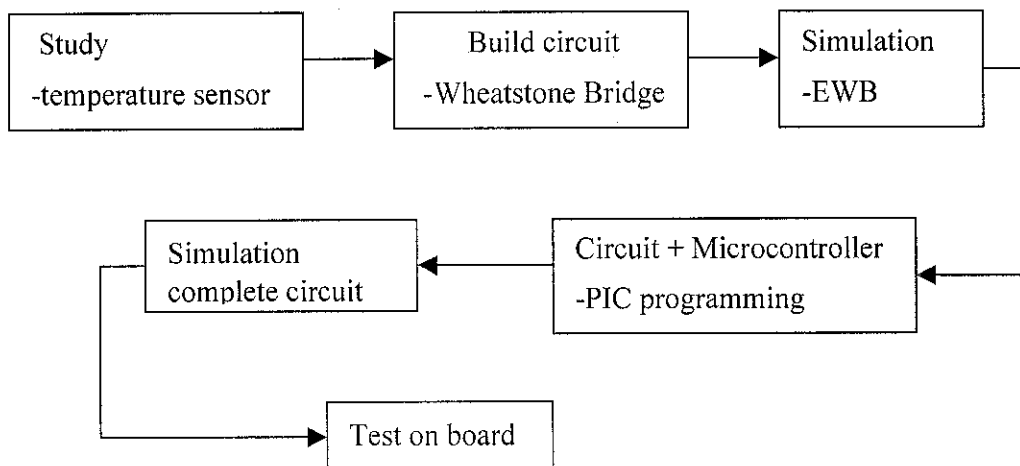 Study
-temperature sensor
Build circuit
-Wheatstone Bridge
Simulation
-EWB
Circuit + Microcontroller
-PIC programming
Simulation
complete circuit
Test on board